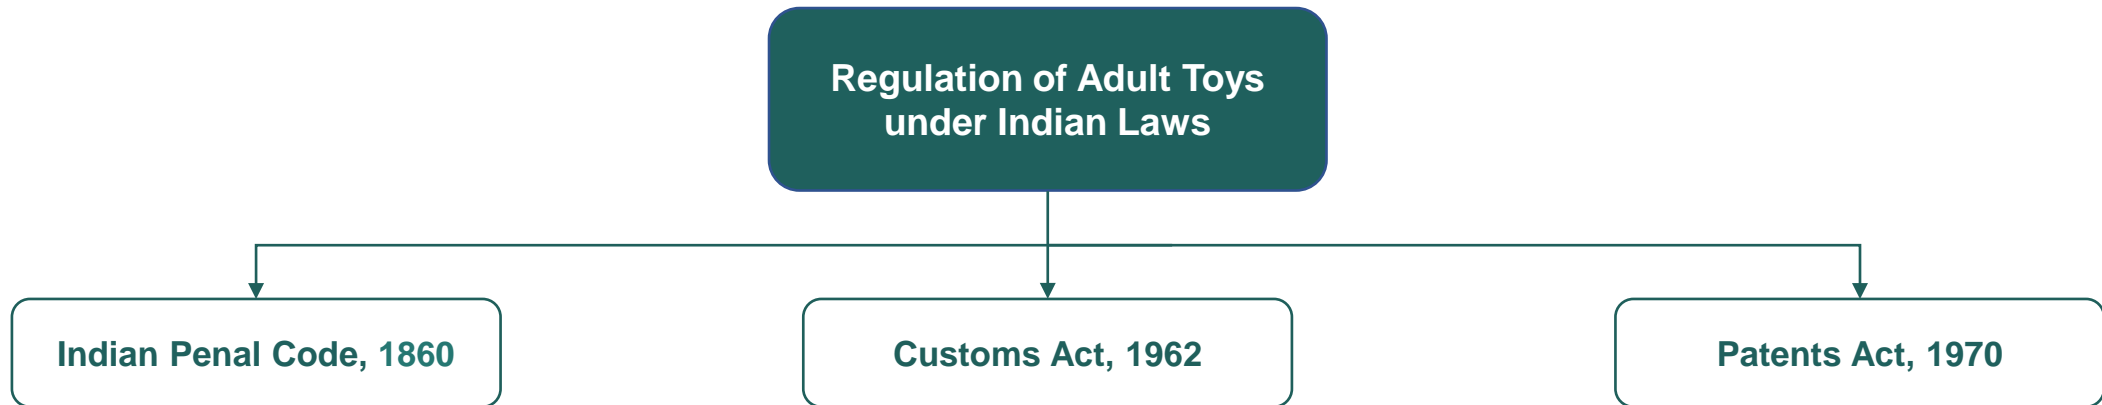 Regulation of Adult Toys
under Indian Laws
Indian Penal Code, 1860
Customs Act, 1962
Patents Act, 1970